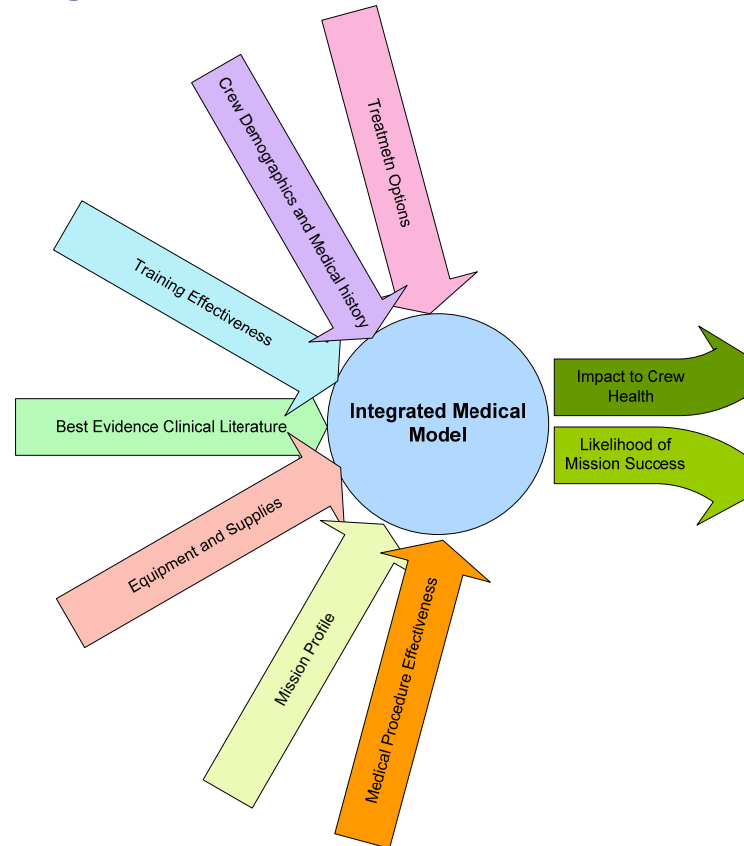 Treatmetn Options
Crew Demographics and Medical history
Training Effectiveness
Best Evidence Clinical Literature
Equipment and Supplies
Mission Profile
Medical Procedure Effectiveness
Integrated Medical
Model
Impact to Crew
Health
Likelihood of
Mission Success